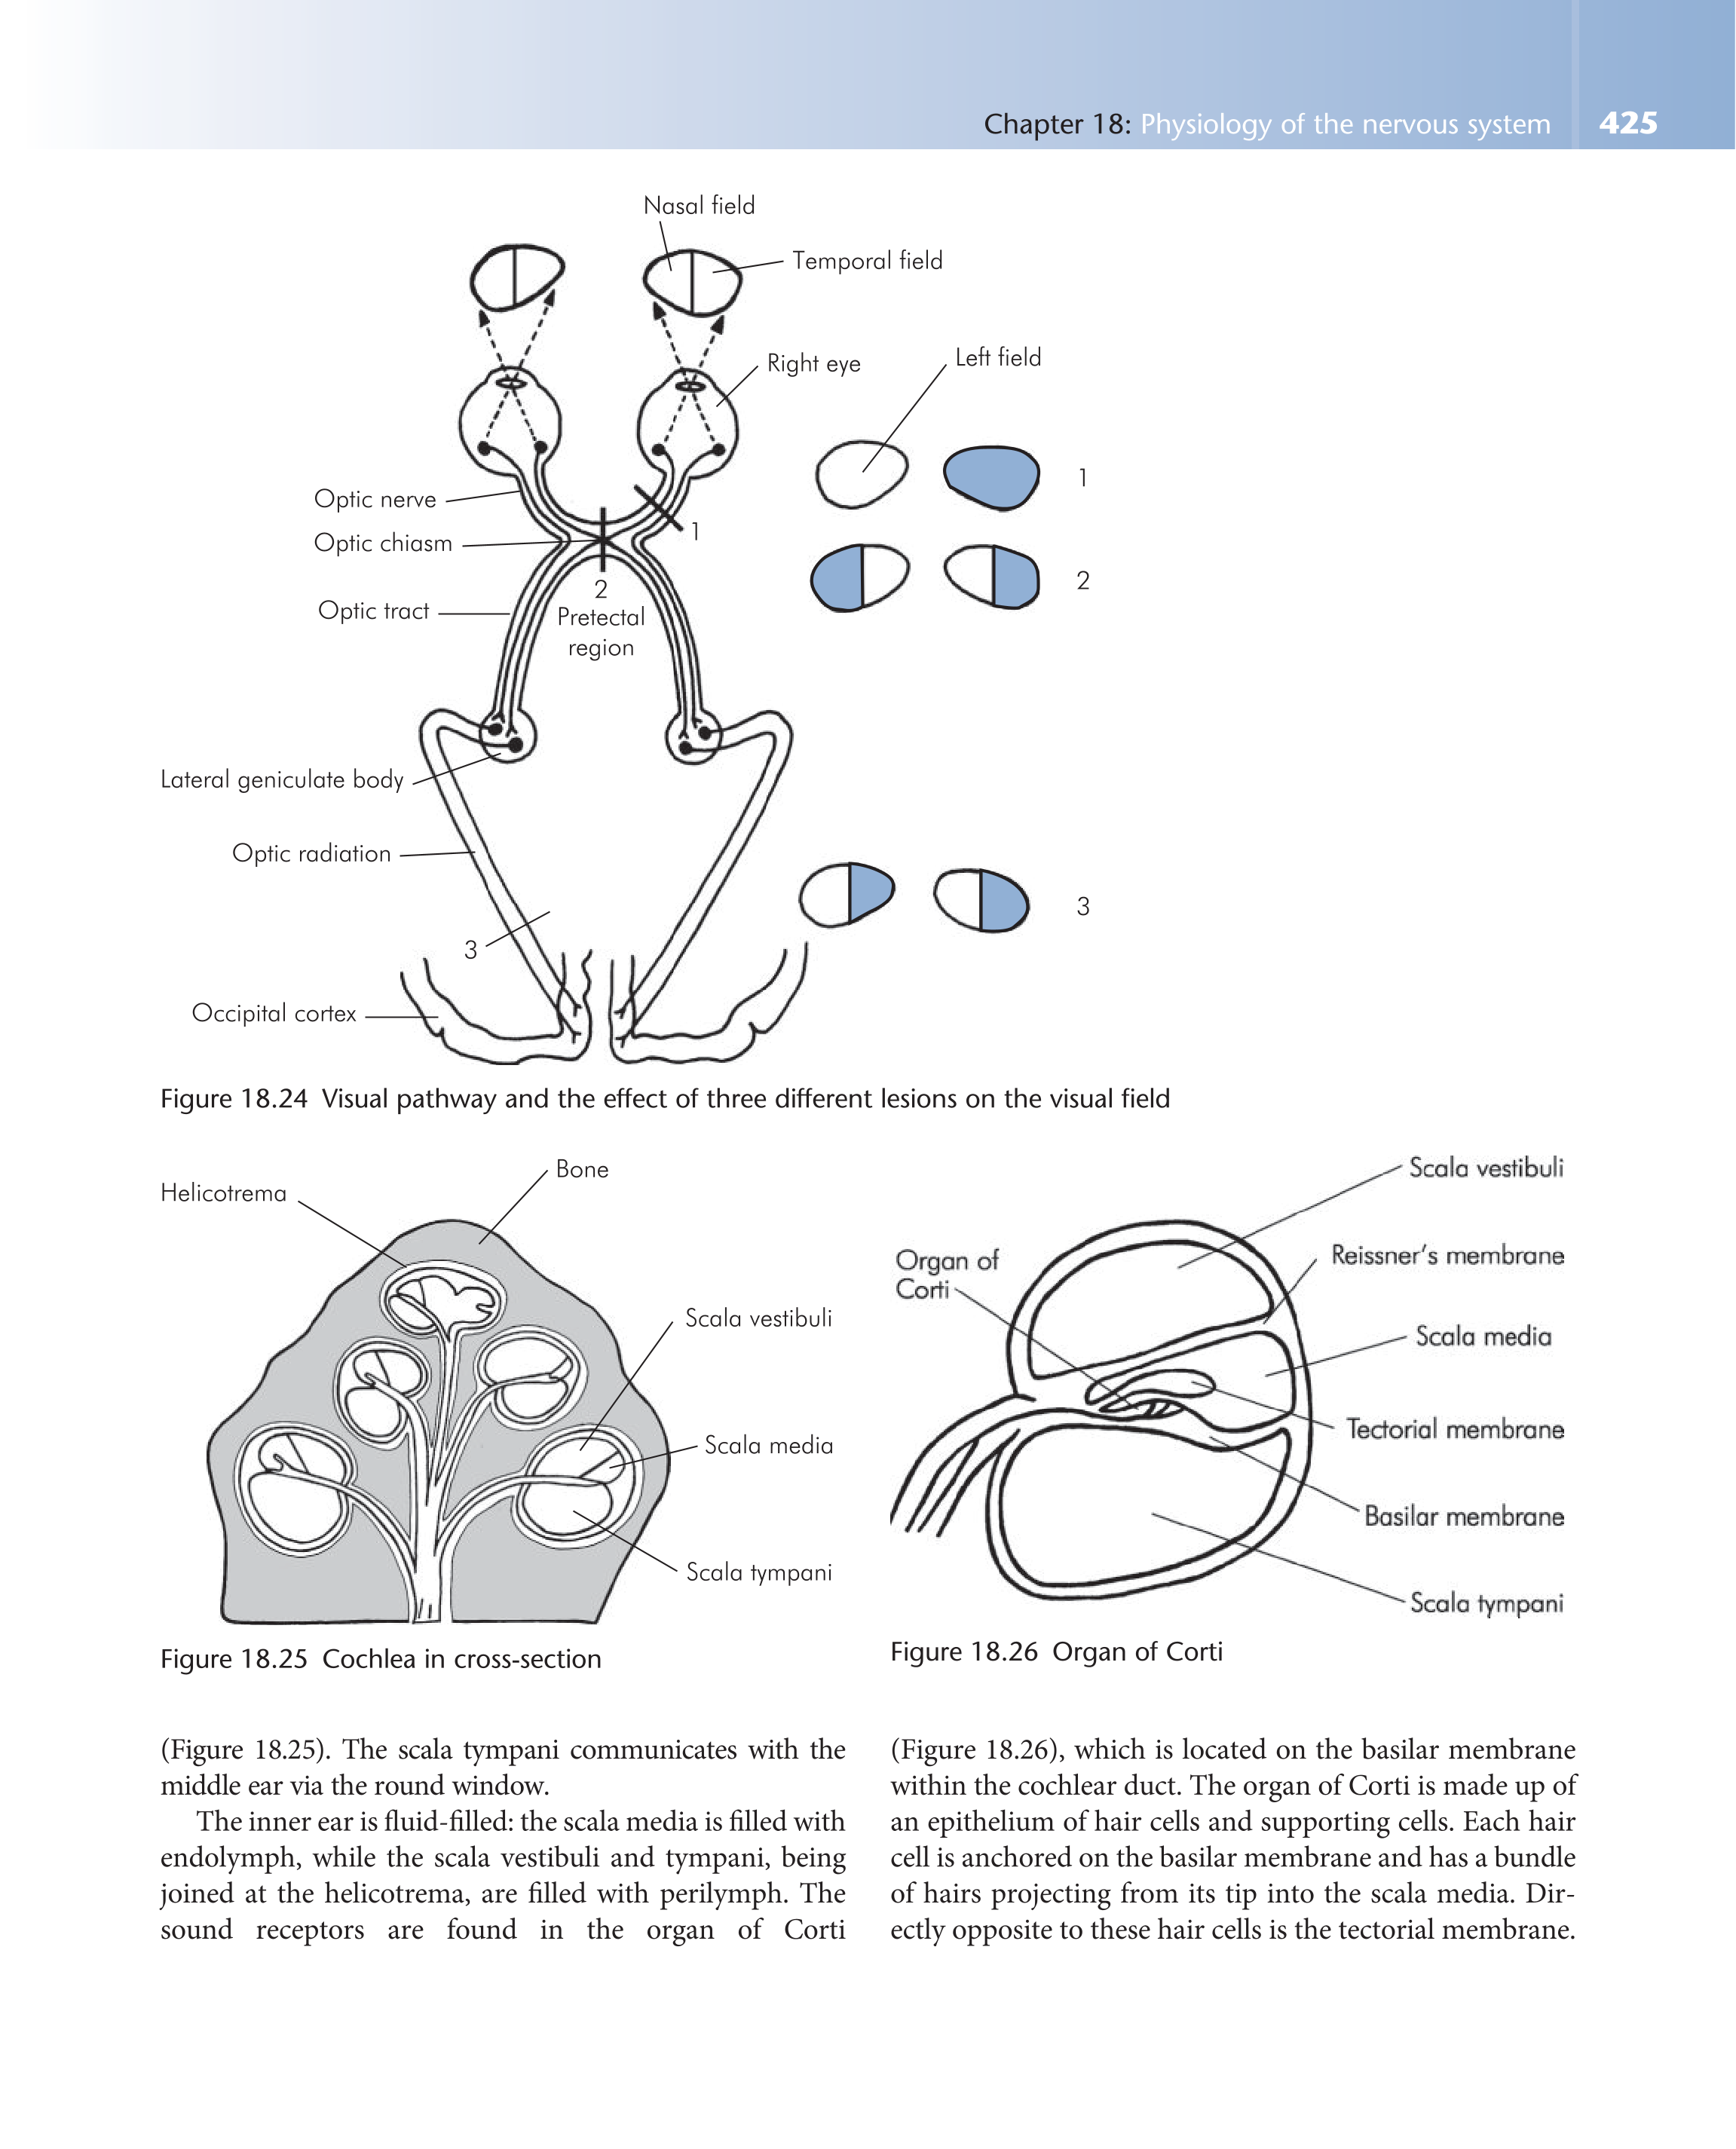 Chapter 18: Physiology of the nervous system 425
Nasal field
Temporal field
Right eye
Left field
Optic nerve
1
Optic chiasm
1
2
2
Optic tract
Pretectal
region
Lateral geniculate body
Optic radiation
3
3
Occipital cortex
Figure 18.24 Visual pathway and the effect of three different lesions on the visual field
Bone
Helicotrema
Scala vestibuli
Scala media
Scala tympani
Figure 18.25 Cochlea in cross-section
Scala vestibuli
Organ of
Corti
Reissner's membrane
Scala media
Tectorial membrane
Basilar membrane
Scala tympani
Figure 18.26 Organ of Corti
(Figure 18.25). The scala tympani communicates with the
middle ear via the round window.
The inner ear is fluid-filled: the scala media is filled with
endolymph, while the scala vestibuli and tympani, being
joined at the helicotrema, are filled with perilymph. The
sound receptors are found in the organ of Corti
(Figure 18.26), which is located on the basilar membrane
within the cochlear duct. The organ of Corti is made up of
an epithelium of hair cells and supporting cells. Each hair
cell is anchored on the basilar membrane and has a bundle
of hairs projecting from its tip into the scala media. Dir-
ectly opposite to these hair cells is the tectorial membrane.